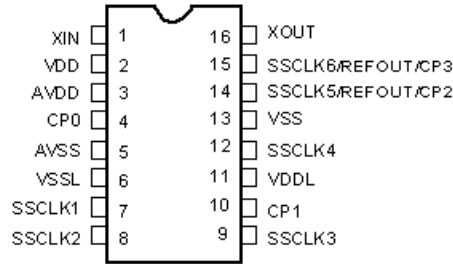 XIN 1 16 XOUT
VDD 2 15 SSCLK6/REFOUT/CP3
AVDD 3 14 SSCLK5/REFOUT/CP2
CP0 4 13 VSS
AVSS 5 12 SSCLK4
VSSL 6 11 VDDL
SSCLK1 7 10 CP1
SSCLK2 8 9 SSCLK3